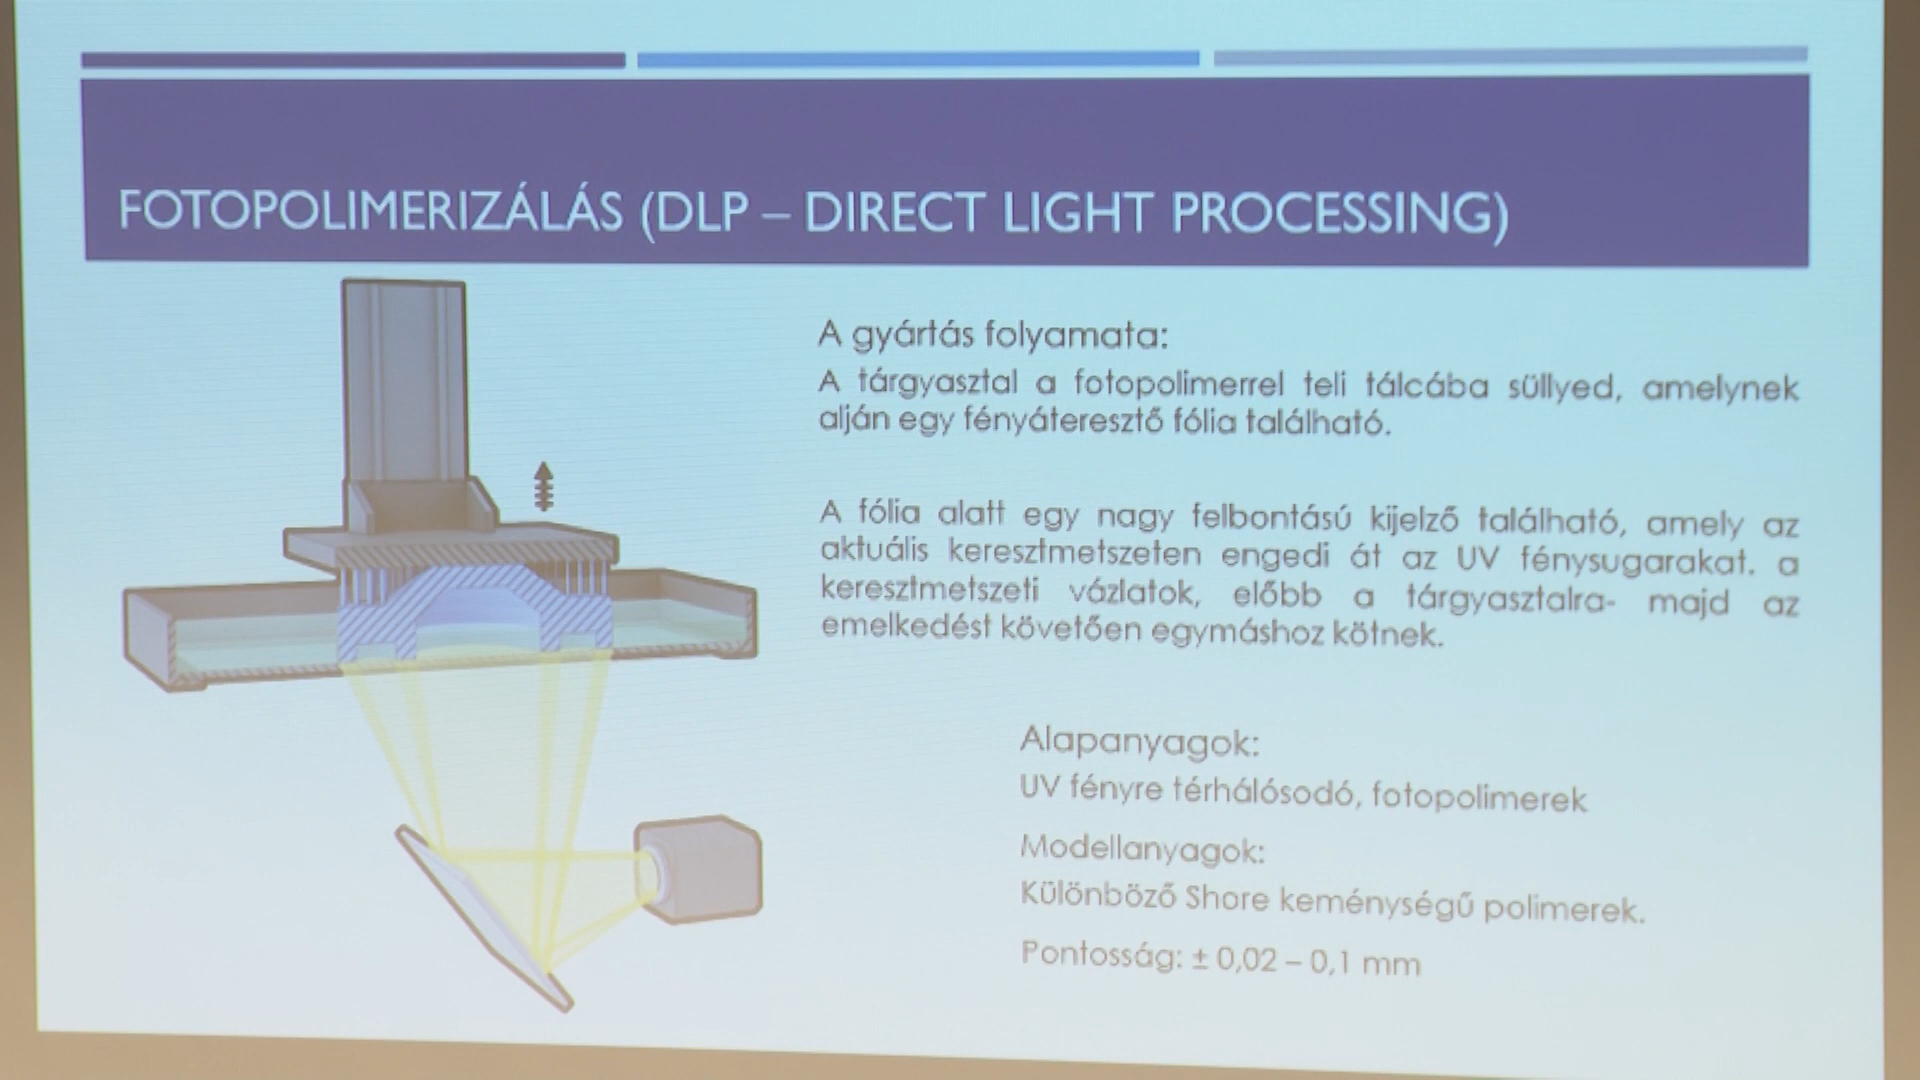 FOTOPOLIMERIZÁLÁS (DLP – DIRECT LIGHT PROCESSING)
A gyártás folyamata:
A tárgyasztal a fotopolimerrel teli tálcába süllyed, amelynek
alján egy fényáteresztő fólia található.
A fólia alatt egy nagy felbontású kijelző található, amely az
aktuális keresztmetszeten engedi át az UV fénysugarakat. a
keresztmetszeti vázlatok, előbb a tárgyasztalra- majd az
emelkedést követően egymáshoz kötnek.
Alapanyagok:
UV fényre térhálósodó, fotopolimerek
Modellanyagok:
Különböző Shore keménységű polimerek.
Pontosság: ± 0,02 – 0,1 mm